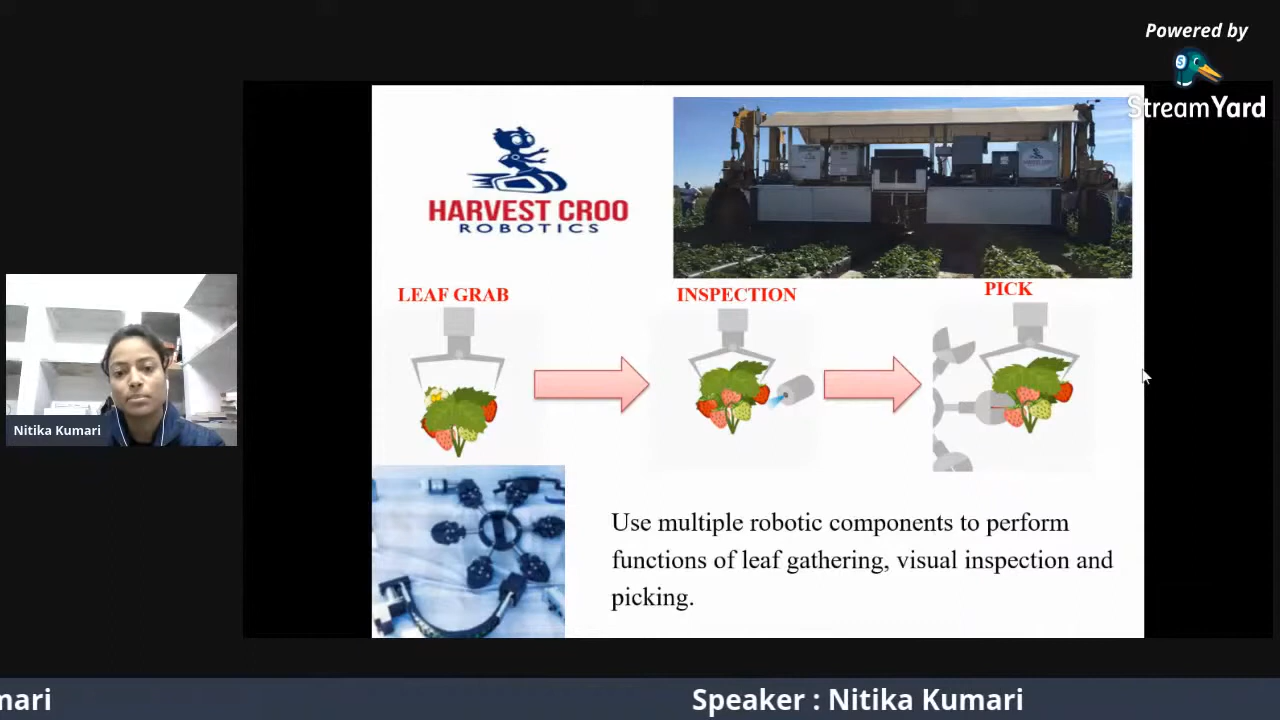 Powered by
StreamYard
HARVEST CROO
ROBOTICS
LEAF GRAB
INSPECTION
PICK
Nitika Kumari
Use multiple robotic components to perform
functions of leaf gathering, visual inspection and
picking.
mari
Speaker : Nitika Kumari